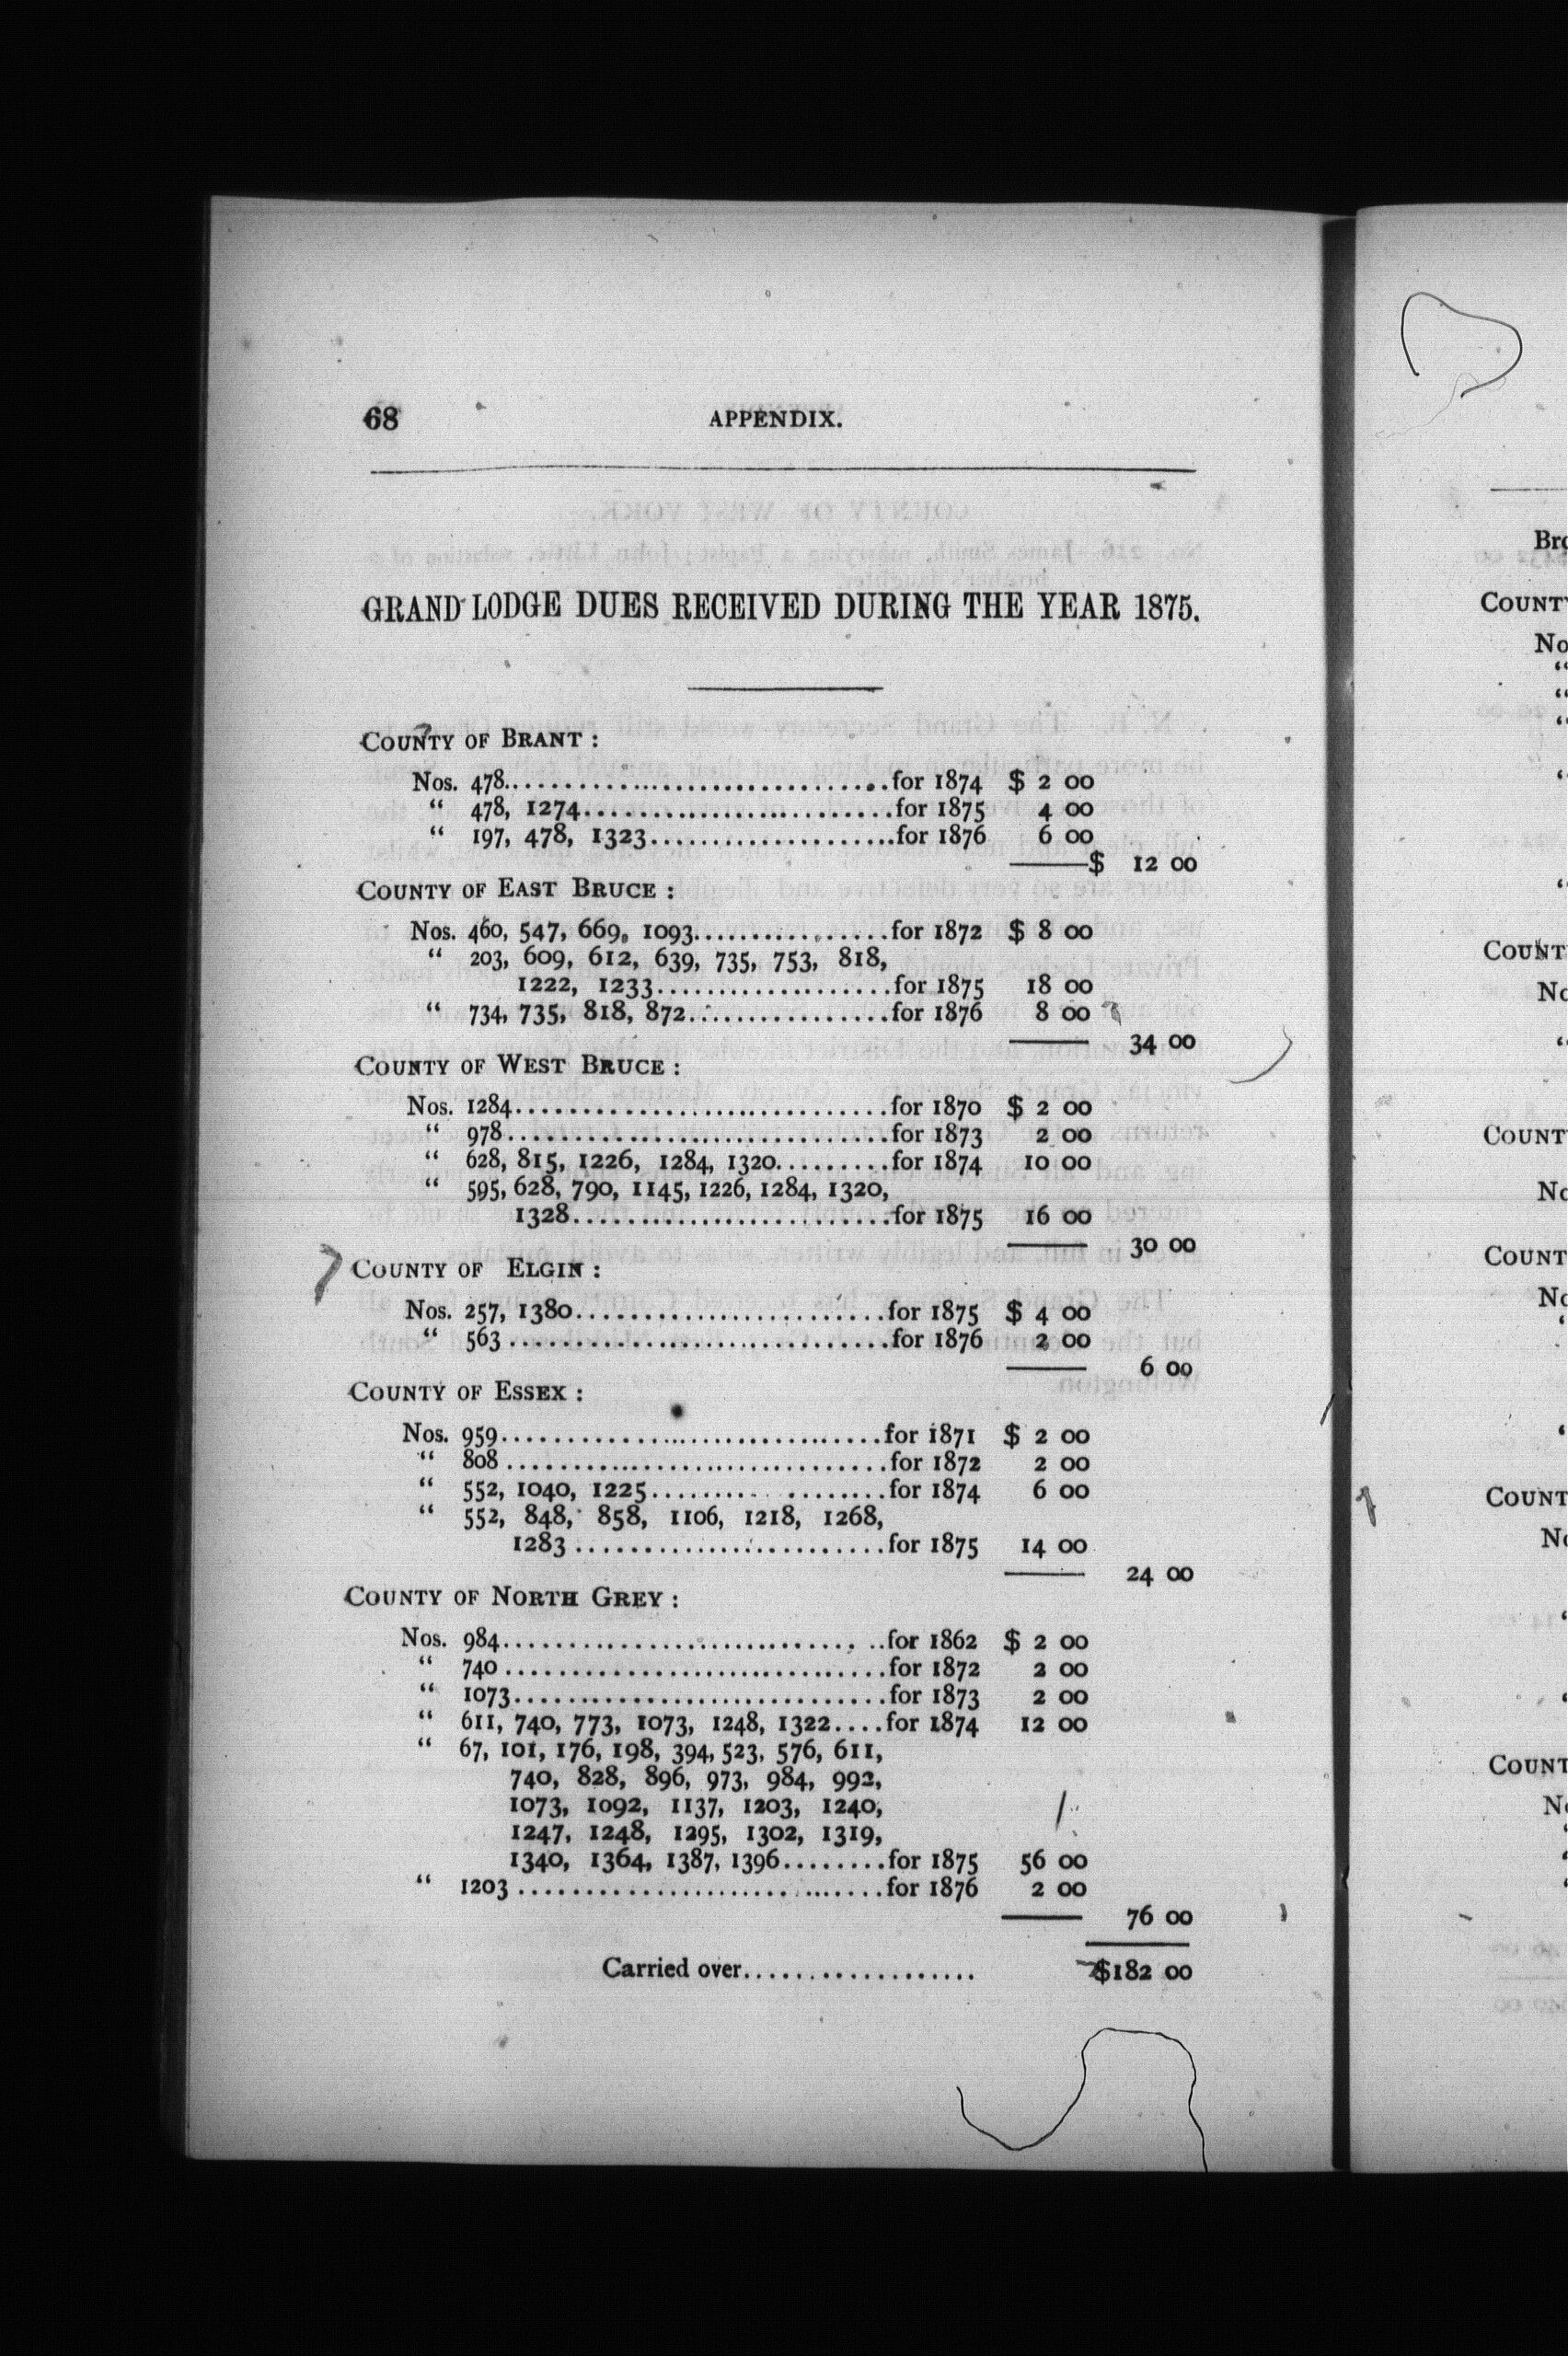 68 APPENDIX.
GRAND LODGE DUES RECEIVED DURING THE YEAR 1875.
COUNTY OF BRANT :
Nos. 478..............................for 1874 $ 2 00
“ 478, 1274........................for 1875 4 00
“ 197, 478, 1323...................for 1876 6 00
$ 12 00
COUNTY OF EAST BRUCE :
Nos. 460, 547, 669, 1093...............for 1872 $ 8 00
“ 203, 609, 612, 639, 735, 753, 818,
1222, 1233..................for 1875 18 00
“ 734, 735, 818, 872...............for 1876 8 00
34 00
COUNTY OF WEST BRUCE :
Nos. 1284............................for 1870 $ 2 00
“ 978.............................for 1873 2 00
“ 628, 815, 1226, 1284, 1320.........for 1874 10 00
“ 595, 628, 790, 1145, 1226, 1284, 1320,
1328........................for 1875 16 00
30 00
COUNTY OF ELGIN :
Nos. 257, 1380........................for 1875 $ 4 00
“ 563.............................for 1876 2 00
6 00
COUNTY OF ESSEX :
Nos. 959.............................for 1871 $ 2 00
“ 808.............................for 1872 2 00
“ 552, 1040, 1225..................for 1874 6 00
“ 552, 848, 858, 1106, 1218, 1268,
1283........................for 1875 14 00
24 00
COUNTY OF NORTH GREY :
Nos. 984.............................for 1862 $ 2 00
“ 740.............................for 1872 2 00
“ 1073............................for 1873 2 00
“ 611, 740, 773, 1073, 1248, 1322....for 1874 12 00
“ 67, 101, 176, 198, 394, 523, 576, 611,
740, 828, 896, 973, 984, 992,
1073, 1092, 1137, 1203, 1240,
1247, 1248, 1295, 1302, 1319,
1340, 1364, 1387, 1396........for 1875 56 00
“ 1203............................for 1876 2 00
76 00
Carried over.................. $182 00